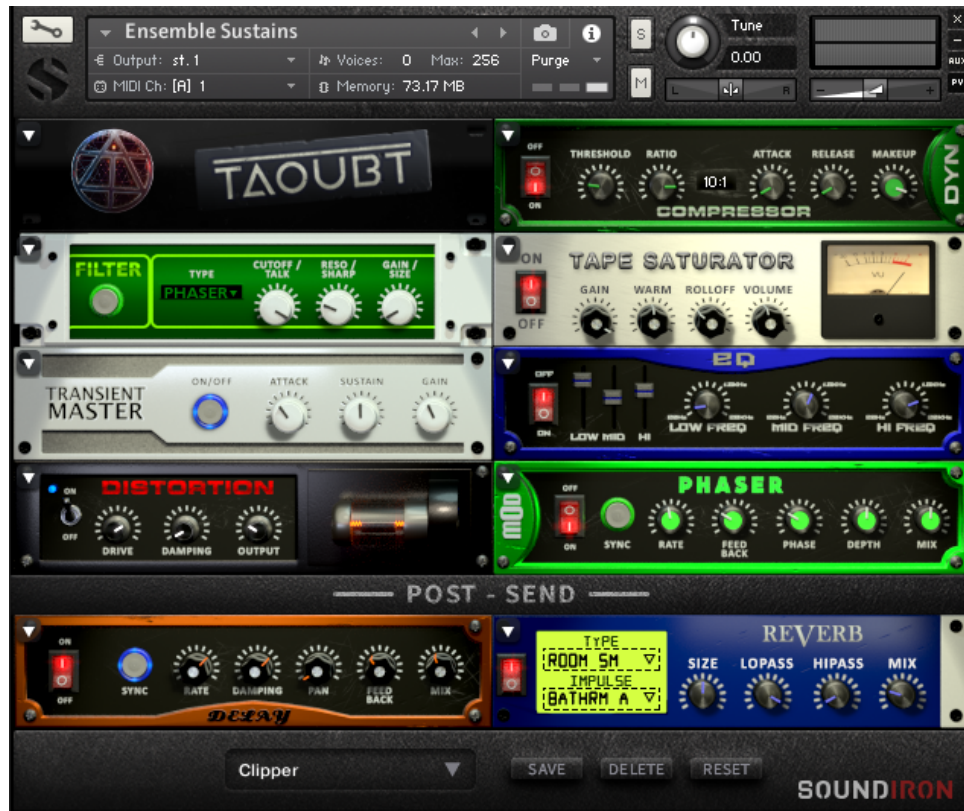 Ensemble Sustains
Output: st.1
Voices: 0 Max: 256
Purge
MIDI Ch: [A] 1
Memory: 73.17 MB
S
M
Tune
0.00
L R
- +
×
-
AUX
PV
TAOUBT
OFF
ON
THRESHOLD RATIO 10:1 ATTACK RELEASE MAKEUP
COMPRESSOR
DYN
FILTER
TYPE
PHASER
CUTOFF / TALK
RESO / SHARP
GAIN / SIZE
ON
OFF
TAPE SATURATOR
GAIN WARM ROLLOFF VOLUME
VU
TRANSIENT
MASTER
ON/OFF ATTACK SUSTAIN GAIN
EQ
OFF
ON
LOW MID HI
LOW FREQ MID FREQ HI FREQ
DISTORTION
ON
OFF
DRIVE DAMPING OUTPUT
MOD
PHASER
OFF
ON
SYNC RATE FEED BACK PHASE DEPTH MIX
POST - SEND
ON
OFF
SYNC RATE DAMPING PAN FEED BACK MIX
DELAY
TYPE
ROOM SM
IMPULSE
BATHRM A
REVERB
SIZE LOPASS HIPASS MIX
Clipper
SAVE DELETE RESET
SOUNDIRON